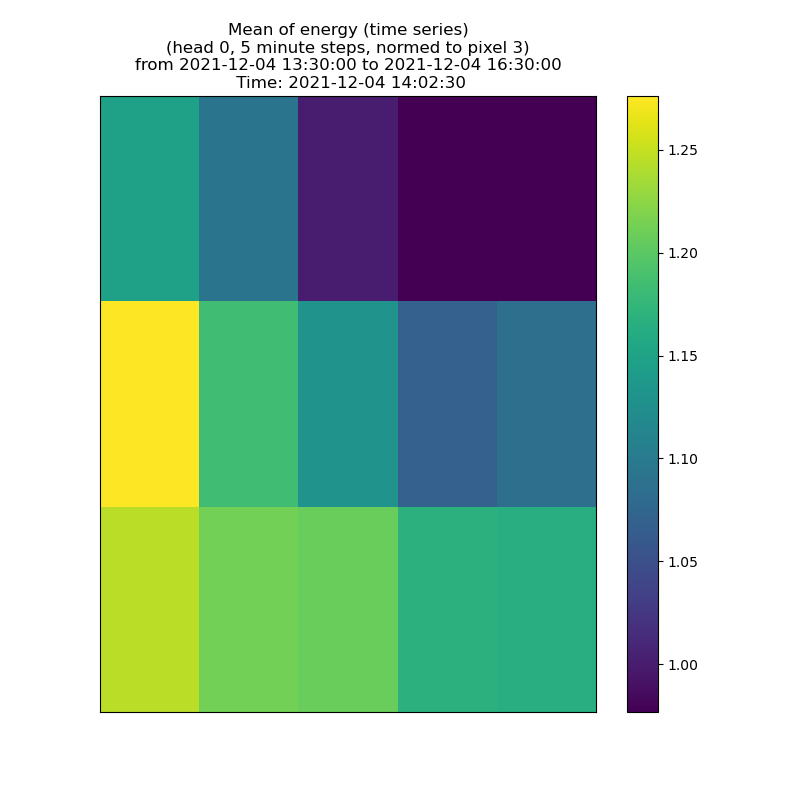 Mean of energy (time series)
(head 0, 5 minute steps, normed to pixel 3)
from 2021-12-04 13:30:00 to 2021-12-04 16:30:00
Time: 2021-12-04 14:02:30
1.25
1.20
1.15
1.10
1.05
1.00